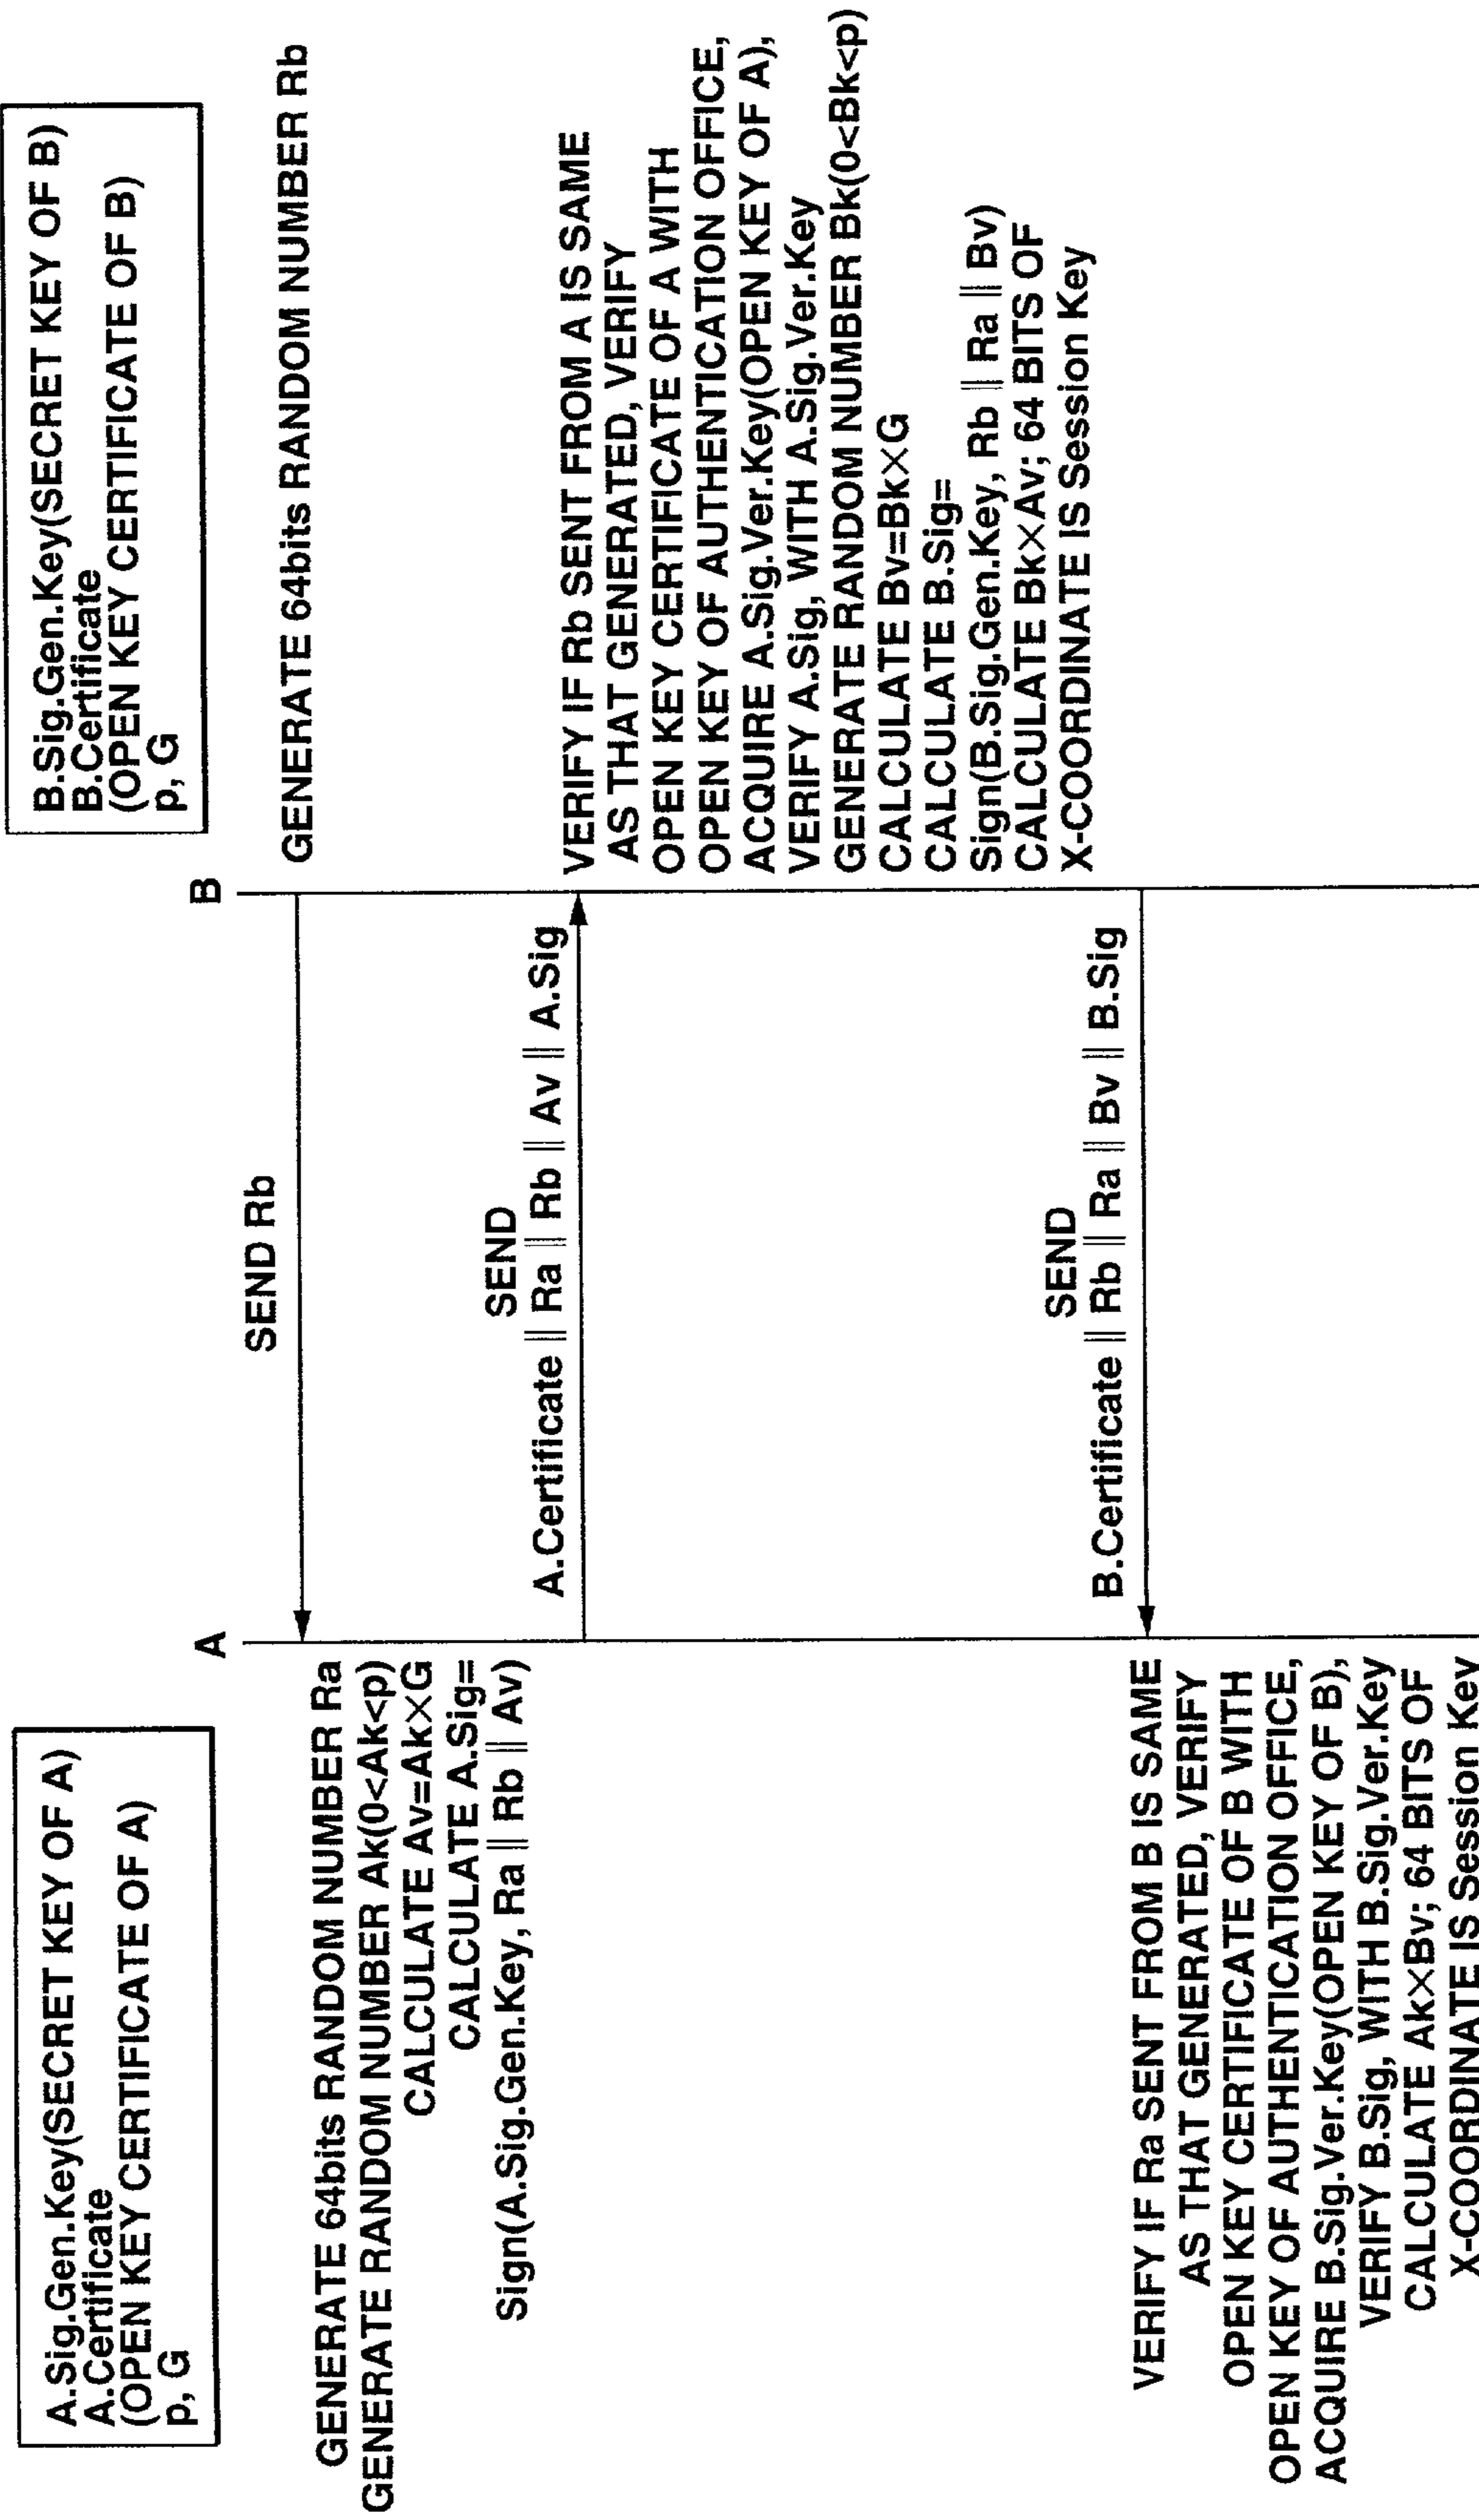 A.Sig.Gen.Key(SECRET KEY OF A)
A.Certificate
(OPEN KEY CERTIFICATE OF A)
p, G
B.Sig.Gen.Key(SECRET KEY OF B)
B.Certificate
(OPEN KEY CERTIFICATE OF B)
p, G
A
B
SEND Rb
GENERATE 64bits RANDOM NUMBER Rb
GENERATE 64bits RANDOM NUMBER Ra
GENERATE RANDOM NUMBER Ak(0<Ak<p)
CALCULATE Av=Ak×G
CALCULATE A.Sig=
Sign(A.Sig.Gen.Key, Ra || Rb || Av)
SEND
A.Certificate || Ra || Rb || Av || A.Sig
VERIFY IF Rb SENT FROM A IS SAME
AS THAT GENERATED, VERIFY
OPEN KEY CERTIFICATE OF A WITH
OPEN KEY OF AUTHENTICATION OFFICE,
ACQUIRE A.Sig.Ver.Key(OPEN KEY OF A),
VERIFY A.Sig, WITH A.Sig.Ver.Key
GENERATE RANDOM NUMBER Bk(0<Bk<p)
CALCULATE Bv=Bk×G
CALCULATE B.Sig=
Sign(B.Sig.Gen.Key, Rb || Ra || Bv)
CALCULATE Bk×Av; 64 BITS OF
X-COORDINATE IS Session Key
SEND
B.Certificate || Rb || Ra || Bv || B.Sig
VERIFY IF Ra SENT FROM B IS SAME
AS THAT GENERATED, VERIFY
OPEN KEY CERTIFICATE OF B WITH
OPEN KEY OF AUTHENTICATION OFFICE,
ACQUIRE B.Sig.Ver.Key(OPEN KEY OF B),
VERIFY B.Sig, WITH B.Sig.Ver.Key
CALCULATE Ak×Bv; 64 BITS OF
X-COORDINATE IS Session Key